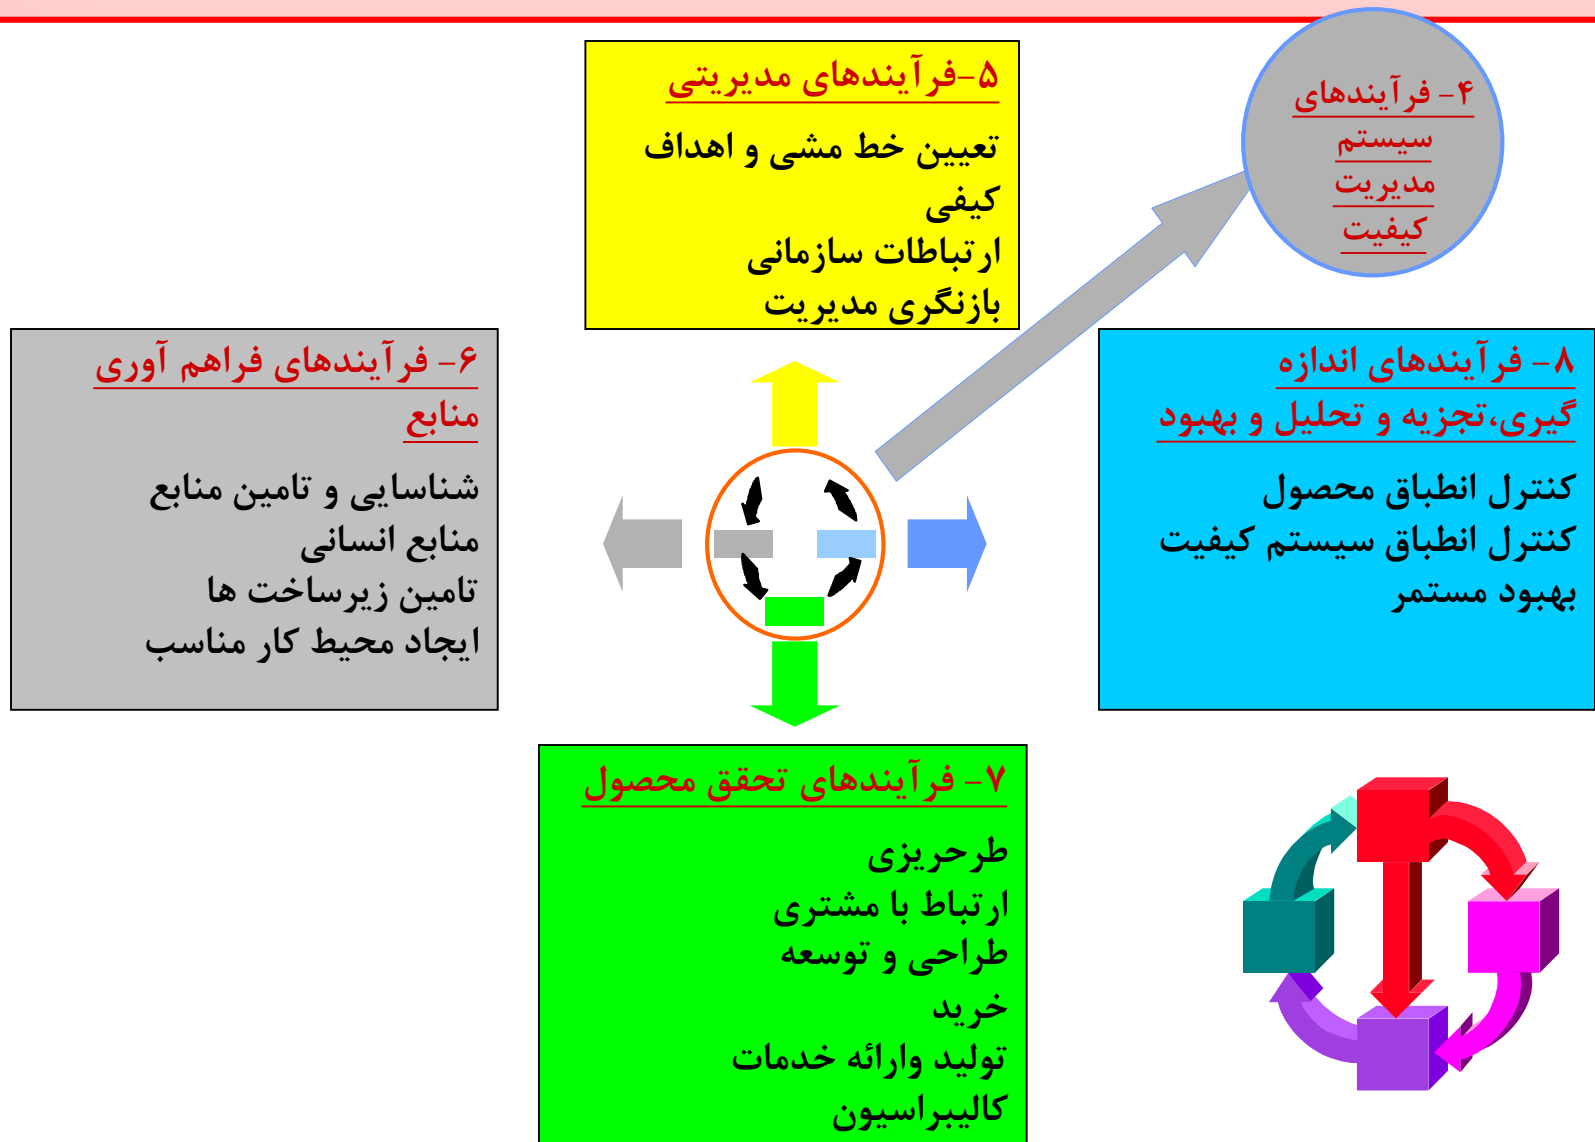 ۵-فرآیندهای مدیریتی
تعیین خط مشی و اهداف
کیفی
ارتباطات سازمانی
بازنگری مدیریت
۴- فرآیندهای
سیستم
مدیریت
کیفیت
۸- فرآیندهای اندازه
گیری،تجزیه و تحلیل و بهبود
کنترل انطباق محصول
کنترل انطباق سیستم کیفیت
بهبود مستمر
۶- فرآیندهای فراهم آوری
منابع
شناسایی و تامین منابع
منابع انسانی
تامین زیرساخت ها
ایجاد محیط کار مناسب
۷- فرآیندهای تحقق محصول
طرحریزی
ارتباط با مشتری
طراحی و توسعه
خرید
تولید وارائه خدمات
کالیبراسیون